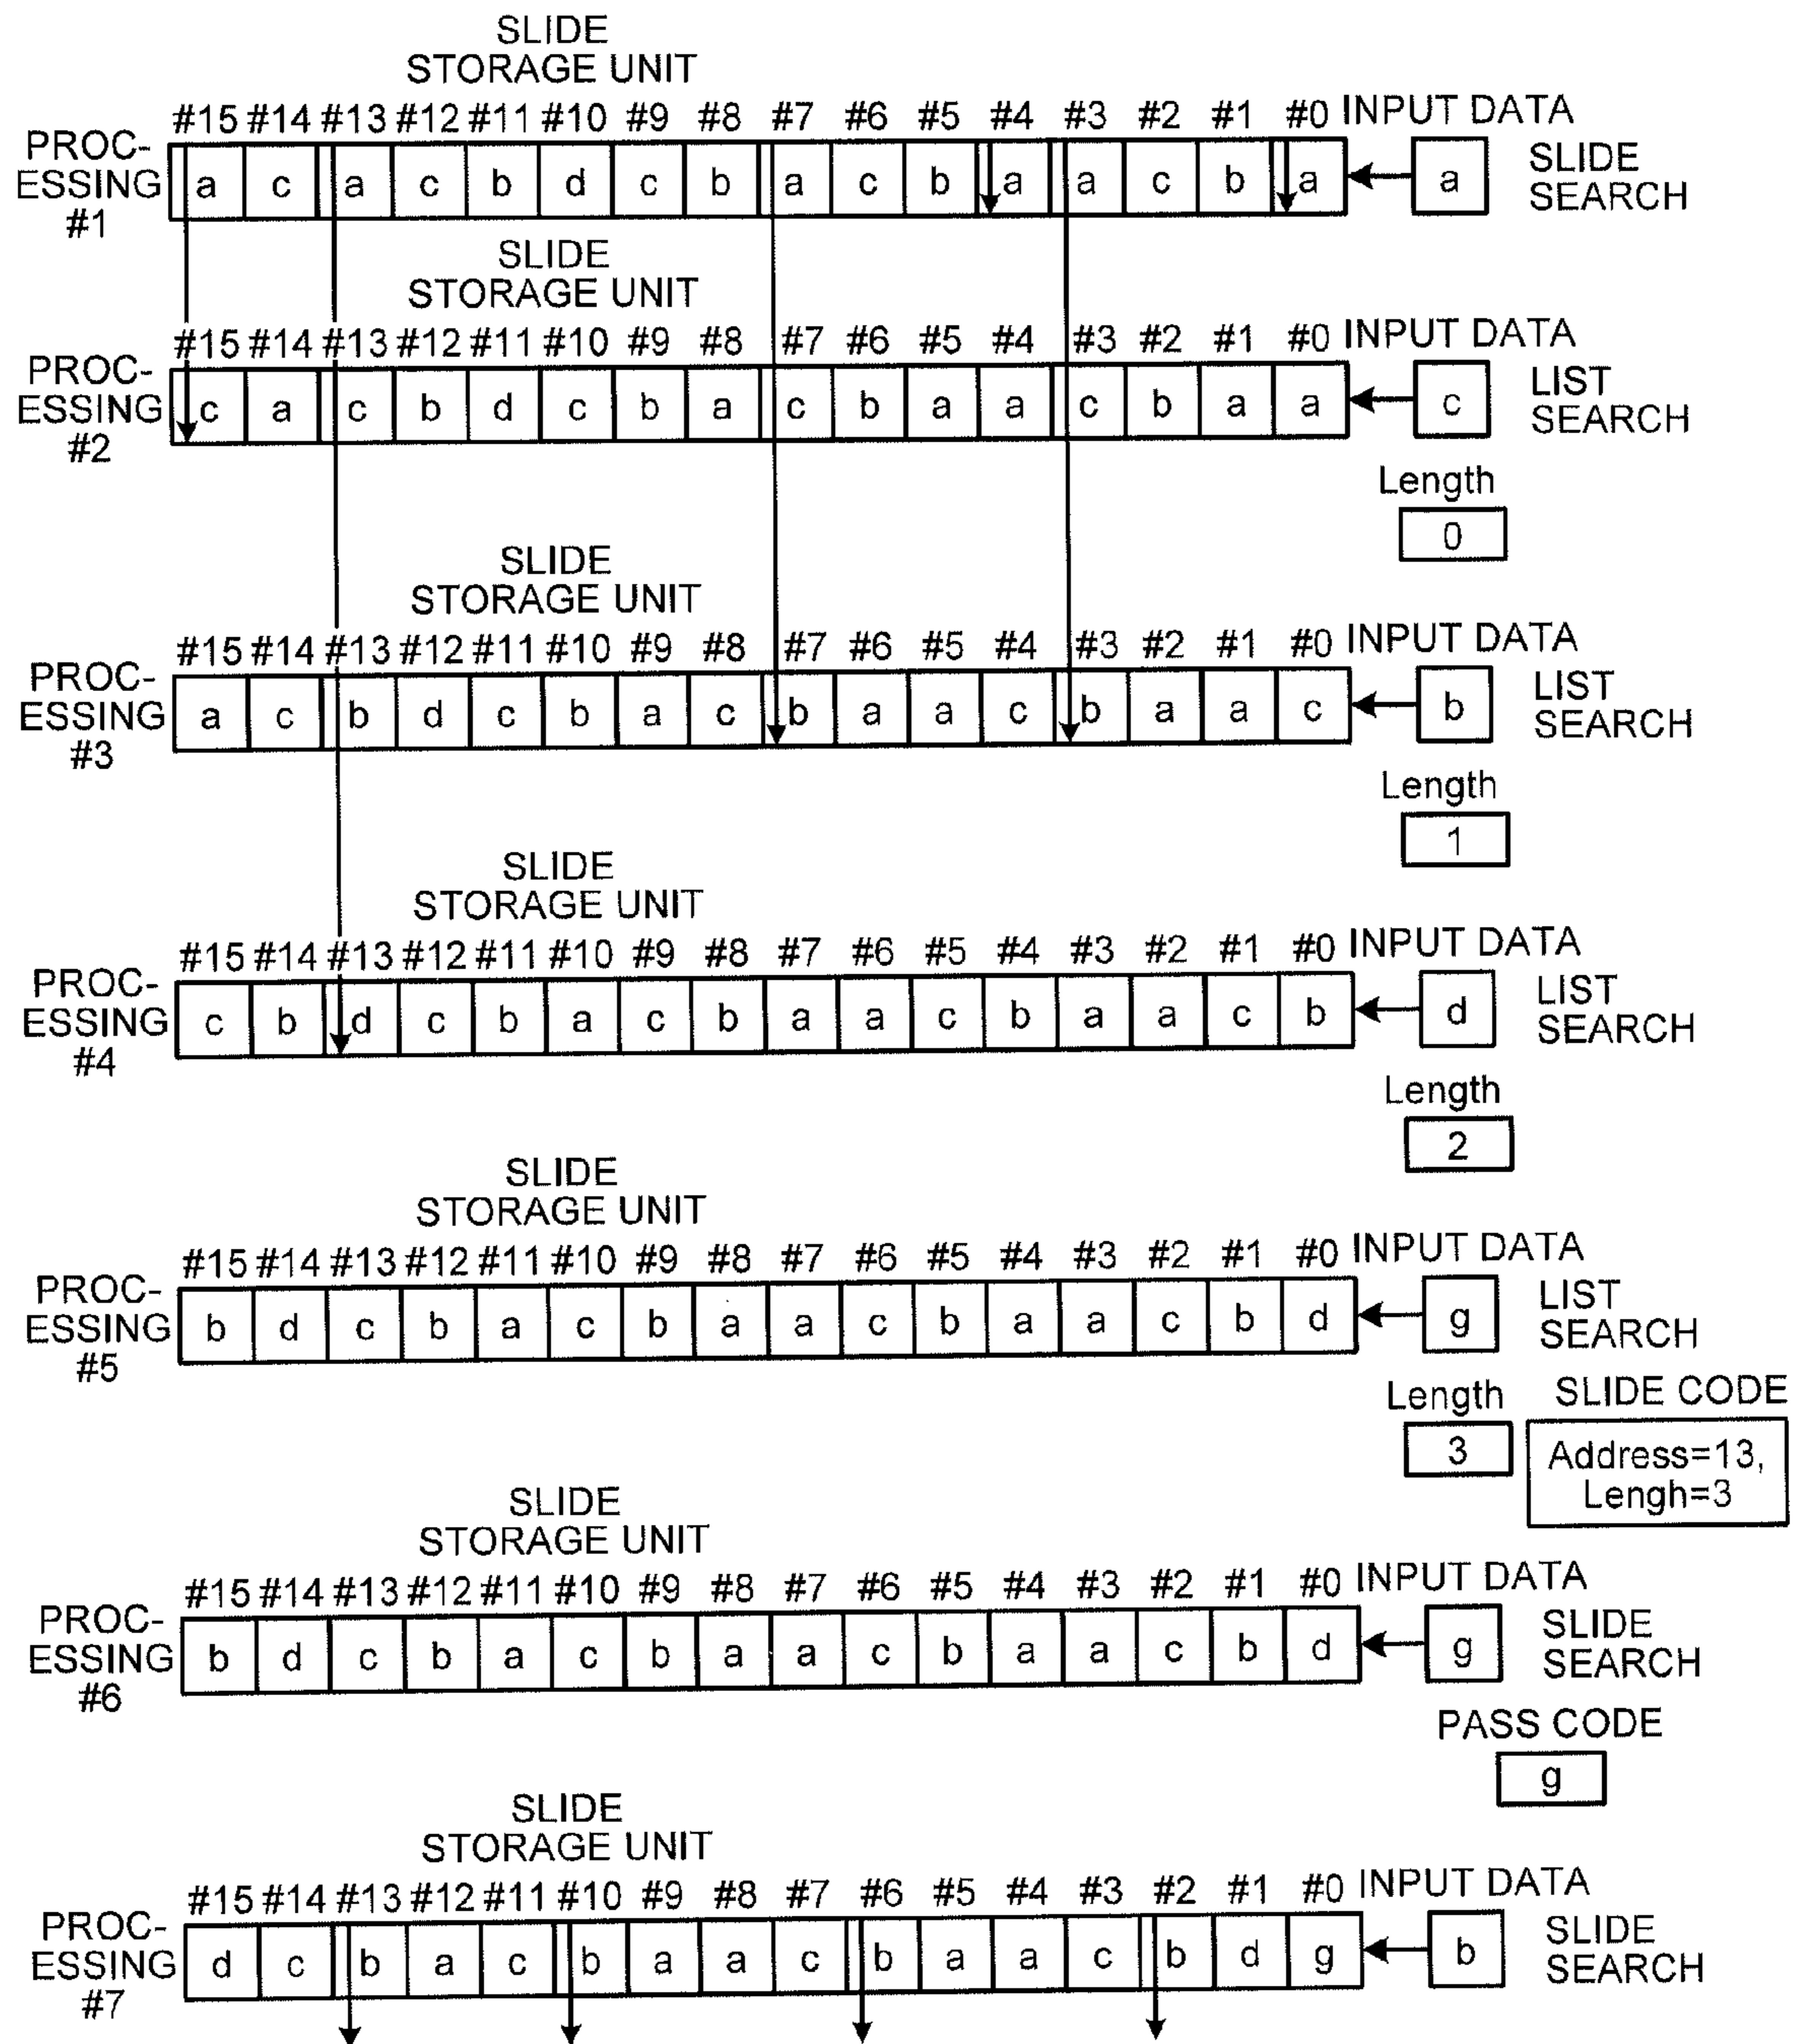 SLIDE
STORAGE UNIT
#15 #14 #13 #12 #11 #10 #9 #8 #7 #6 #5 #4 #3 #2 #1 #0 INPUT DATA
PROC-
ESSING
#1
a c a c b d c b a c b a a c b a a
SLIDE
SEARCH
SLIDE
STORAGE UNIT
#15 #14 #13 #12 #11 #10 #9 #8 #7 #6 #5 #4 #3 #2 #1 #0 INPUT DATA
PROC-
ESSING
#2
c a c b d c b a c b a a c b a a c
LIST
SEARCH
Length
0
SLIDE
STORAGE UNIT
#15 #14 #13 #12 #11 #10 #9 #8 #7 #6 #5 #4 #3 #2 #1 #0 INPUT DATA
PROC-
ESSING
#3
a c b d c b a c b a a c b a a c b
LIST
SEARCH
Length
1
SLIDE
STORAGE UNIT
#15 #14 #13 #12 #11 #10 #9 #8 #7 #6 #5 #4 #3 #2 #1 #0 INPUT DATA
PROC-
ESSING
#4
c b d c b a c b a a c b a a c b d
LIST
SEARCH
Length
2
SLIDE
STORAGE UNIT
#15 #14 #13 #12 #11 #10 #9 #8 #7 #6 #5 #4 #3 #2 #1 #0 INPUT DATA
PROC-
ESSING
#5
b d c b a c b a a c b a a c b d g
LIST
SEARCH
Length
3
SLIDE CODE
Address=13,
Lengh=3
SLIDE
STORAGE UNIT
#15 #14 #13 #12 #11 #10 #9 #8 #7 #6 #5 #4 #3 #2 #1 #0 INPUT DATA
PROC-
ESSING
#6
b d c b a c b a a c b a a c b d g
SLIDE
SEARCH
PASS CODE
g
SLIDE
STORAGE UNIT
#15 #14 #13 #12 #11 #10 #9 #8 #7 #6 #5 #4 #3 #2 #1 #0 INPUT DATA
PROC-
ESSING
#7
d c b a c b a a c b a a c b d g b
SLIDE
SEARCH